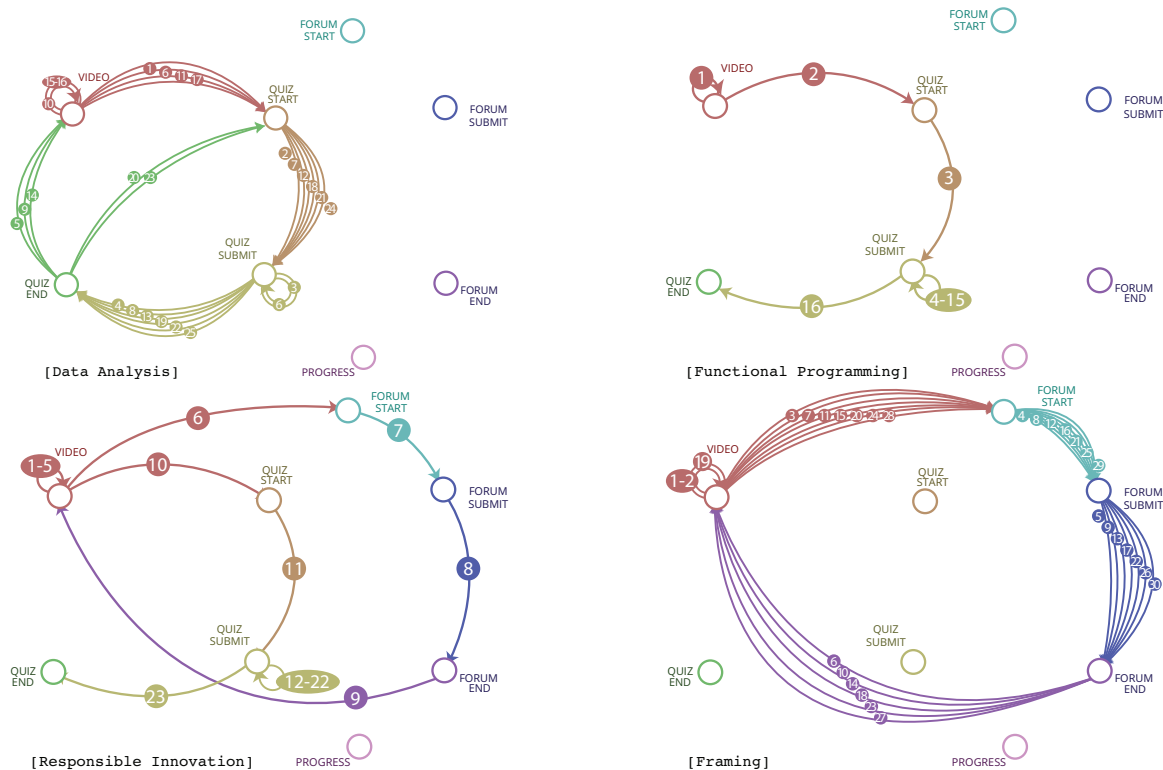 FORUM
START
VIDEO
15-16
10
1
6
11
17
QUIZ
START
FORUM
SUBMIT
2
7
12
18
21
24
20
23
14
9
5
QUIZ
SUBMIT
3
6
QUIZ
END
4
8
13
19
22
25
FORUM
END
PROGRESS
[Data Analysis]
FORUM
START
VIDEO
1
2
QUIZ
START
FORUM
SUBMIT
3
QUIZ
SUBMIT
4-15
QUIZ
END
16
FORUM
END
PROGRESS
[Functional Programming]
FORUM
START
6
7
VIDEO
1-5
10
QUIZ
START
FORUM
SUBMIT
11
8
QUIZ
SUBMIT
12-22
QUIZ
END
23
9
FORUM
END
PROGRESS
[Responsible Innovation]
FORUM
START
3
7
11
15
20
24
28
4
8
12
16
21
25
29
VIDEO
19
1-2
QUIZ
START
FORUM
SUBMIT
5
9
13
17
22
26
30
QUIZ
SUBMIT
QUIZ
END
6
10
14
18
23
27
FORUM
END
PROGRESS
[Framing]